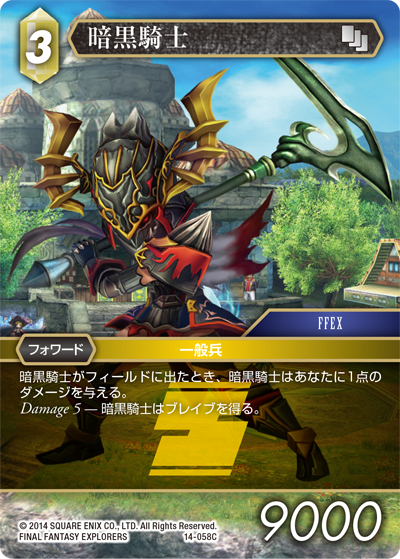 3
暗黒騎士
FFEX
フォワード
一般兵
暗黒騎士がフィールドに出たとき、暗黒騎士はあなたに1点の
ダメージを与える。
Damage 5 ― 暗黒騎士はブレイブを得る。
© 2014 SQUARE ENIX CO., LTD. All Rights Reserved.
FINAL FANTASY EXPLORERS
14-058C
9000